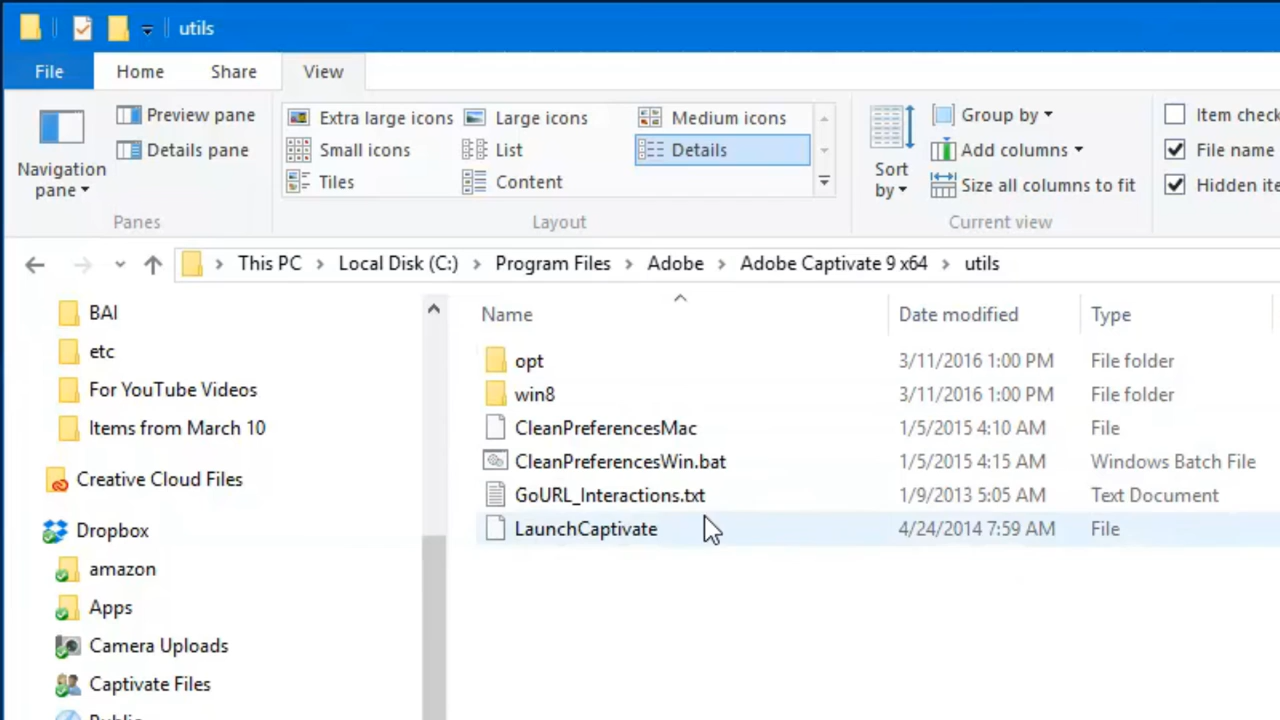 utils
File Home Share View
Navigation pane
Preview pane
Details pane
Panes
Extra large icons Large icons Medium icons
Small icons List Details
Tiles Content
Layout
Sort by
Group by
Add columns
Size all columns to fit
Current view
Item check
File name
Hidden ite
This PC Local Disk (C:) Program Files Adobe Adobe Captivate 9 x64 utils
BAI
etc
For YouTube Videos
Items from March 10
Creative Cloud Files
Dropbox
amazon
Apps
Camera Uploads
Captivate Files
Public
Name Date modified Type
opt 3/11/2016 1:00 PM File folder
win8 3/11/2016 1:00 PM File folder
CleanPreferencesMac 1/5/2015 4:10 AM File
CleanPreferencesWin.bat 1/5/2015 4:15 AM Windows Batch File
GoURL_Interactions.txt 1/9/2013 5:05 AM Text Document
LaunchCaptivate 4/24/2014 7:59 AM File